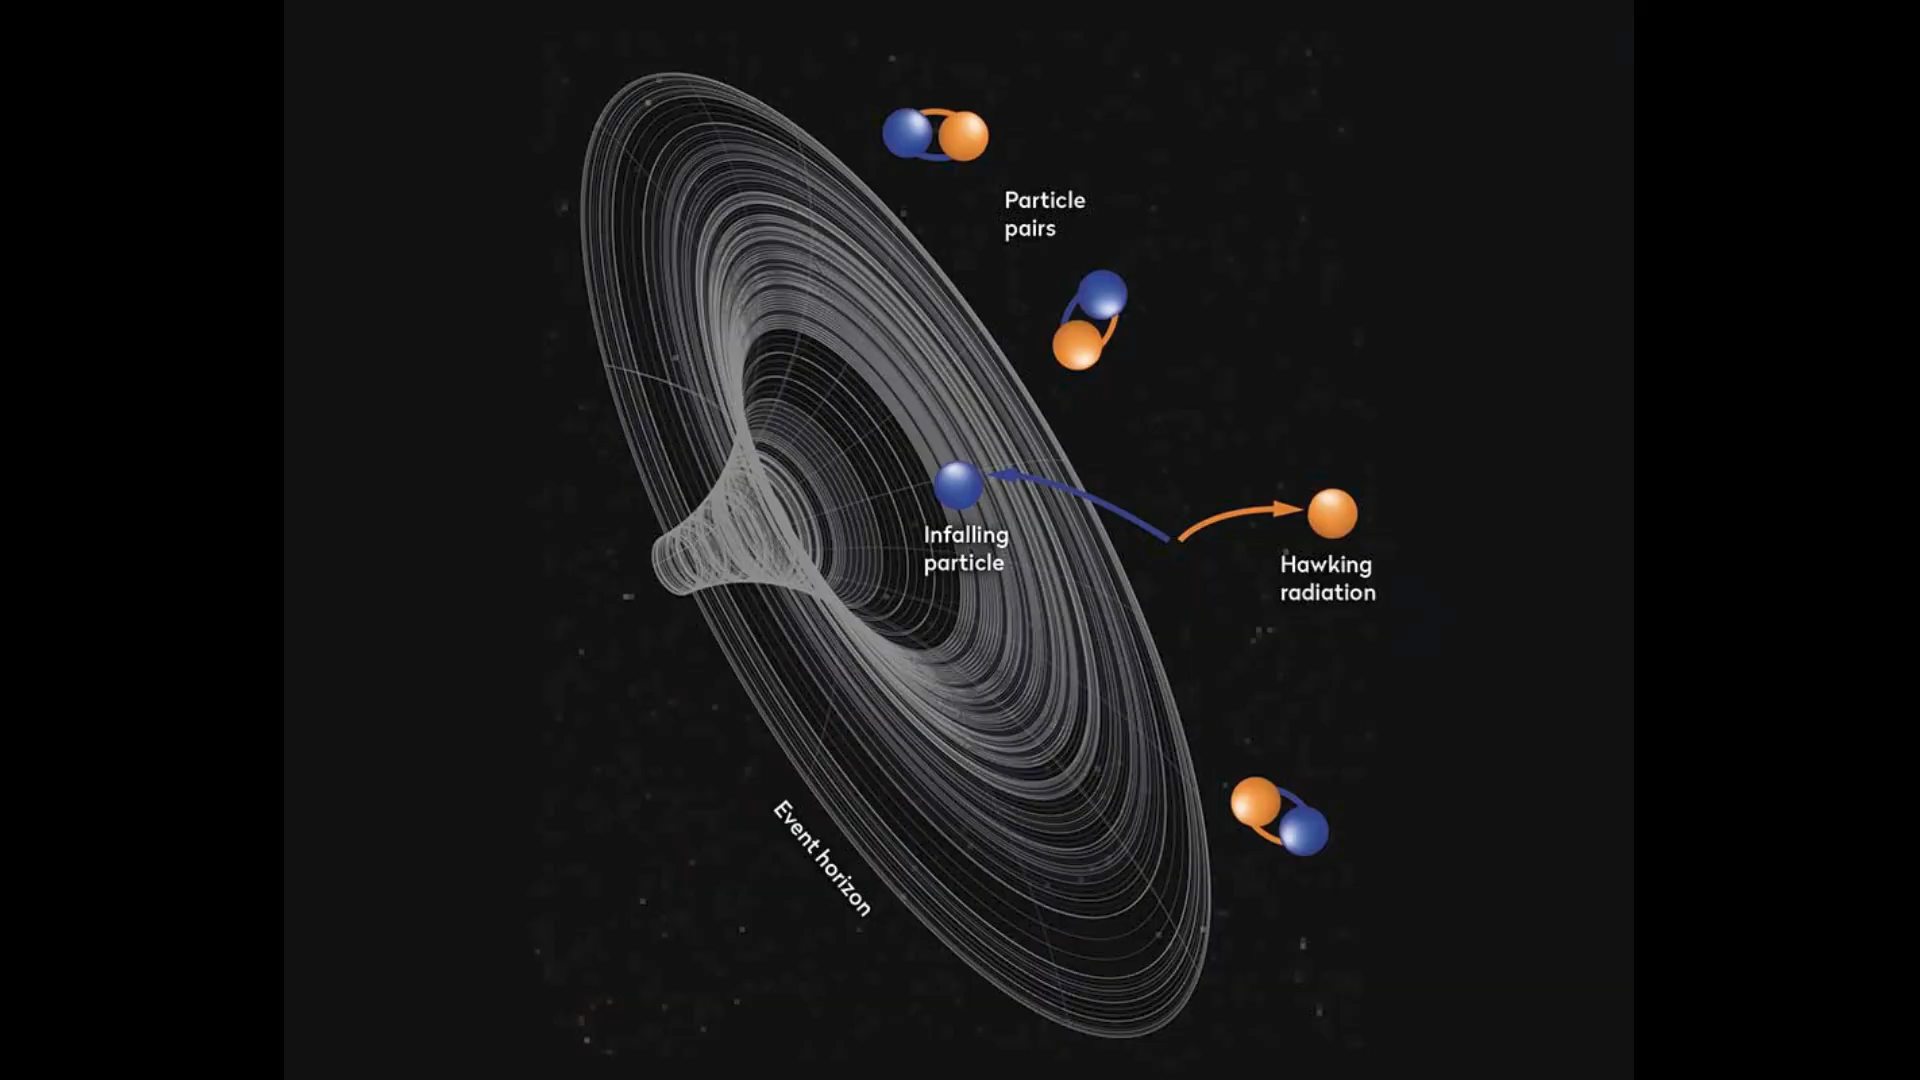 Particle
pairs
Infalling
particle
Hawking
radiation
Event horizon